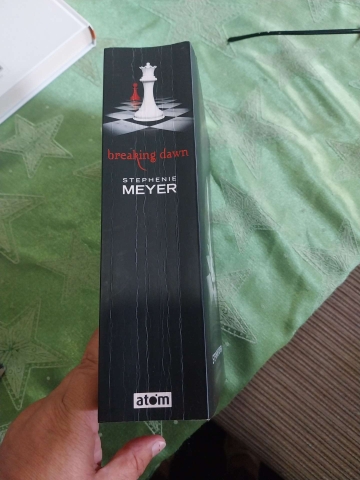 breaking dawn
STEPHENIE
MEYER
atom